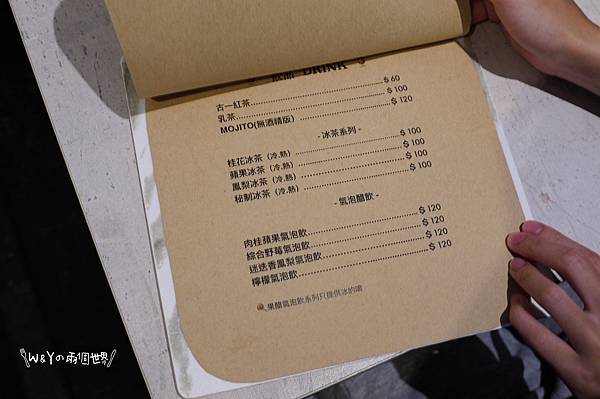 飲品 DRINK
古一紅茶 $ 60
乳茶 $ 100
MOJITO(無酒精版) $ 120
- 冰茶系列 -
桂花冰茶 (冷.熱) $ 100
蘋果冰茶 (冷.熱) $ 100
鳳梨冰茶 (冷.熱) $ 100
秘制冰茶 (冷.熱) $ 100
- 氣泡醋飲 -
肉桂蘋果氣泡飲 $ 120
綜合野莓氣泡飲 $ 120
迷迭香鳳梨氣泡飲 $ 120
檸檬氣泡飲 $ 120
果醋氣泡飲系列只提供冰的唷
W&Yの兩個世界